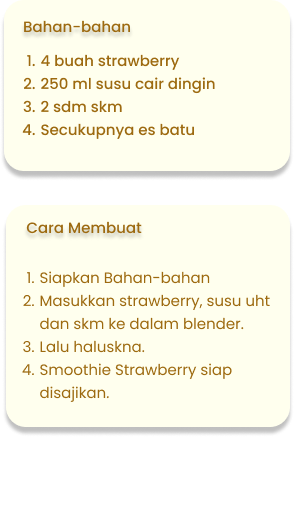 Bahan-bahan
1. 4 buah strawberry
2. 250 ml susu cair dingin
3. 2 sdm skm
4. Secukupnya es batu
Cara Membuat
1. Siapkan Bahan-bahan
2. Masukkan strawberry, susu uht
dan skm ke dalam blender.
3. Lalu haluskna.
4. Smoothie Strawberry siap
disajikan.